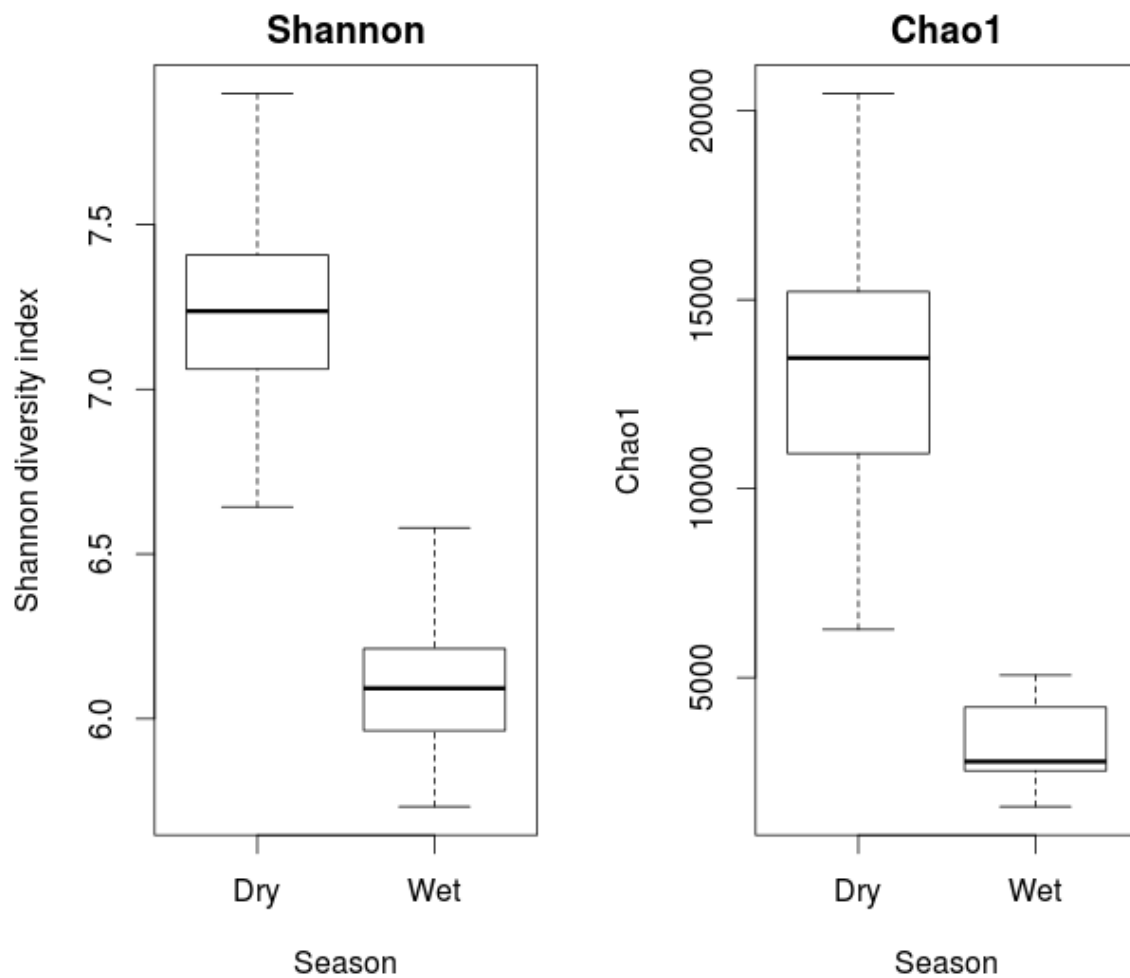 Shannon
Shannon diversity index
7.5
7.0
6.5
6.0
Dry
Wet
Season
Chao1
Chao1
20000
15000
10000
5000
Dry
Wet
Season